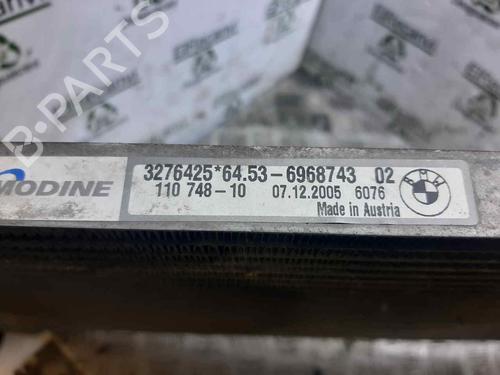 MODINE
3276425*64.53-6968743 02
110 748-10 07.12.2005 6076
Made in Austria
BMW
B-PARTS